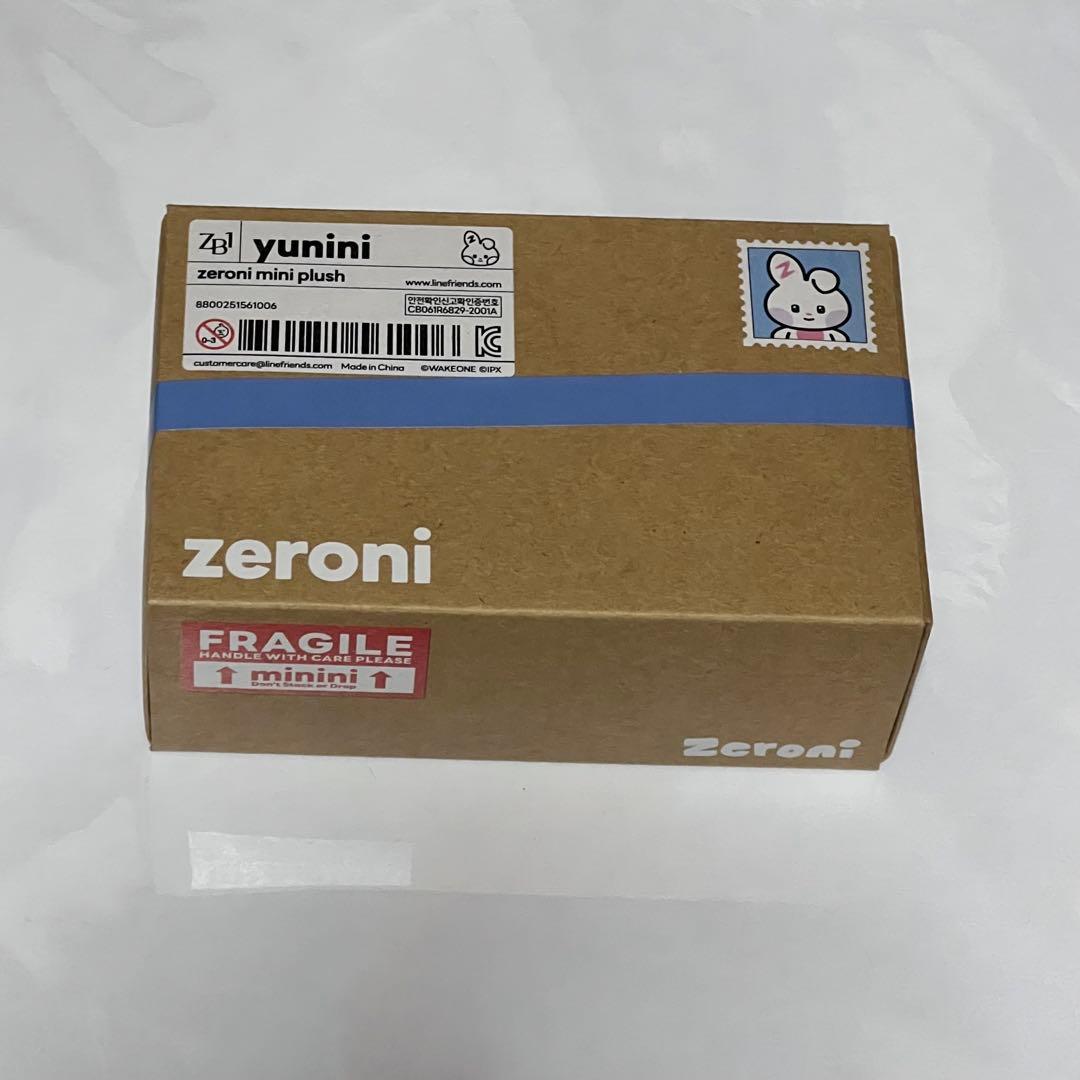 ZB1 yunini
zeroni mini plush
www.linefriends.com
8800251561006
안전확인신고확인증번호
CB061R6829-2001A
0-3
customercare@linefriends.com Made in China ©WAKEONE ©IPX
Z
zeroni
FRAGILE
HANDLE WITH CARE PLEASE
minini
Don't Stack or Drop
zeroni